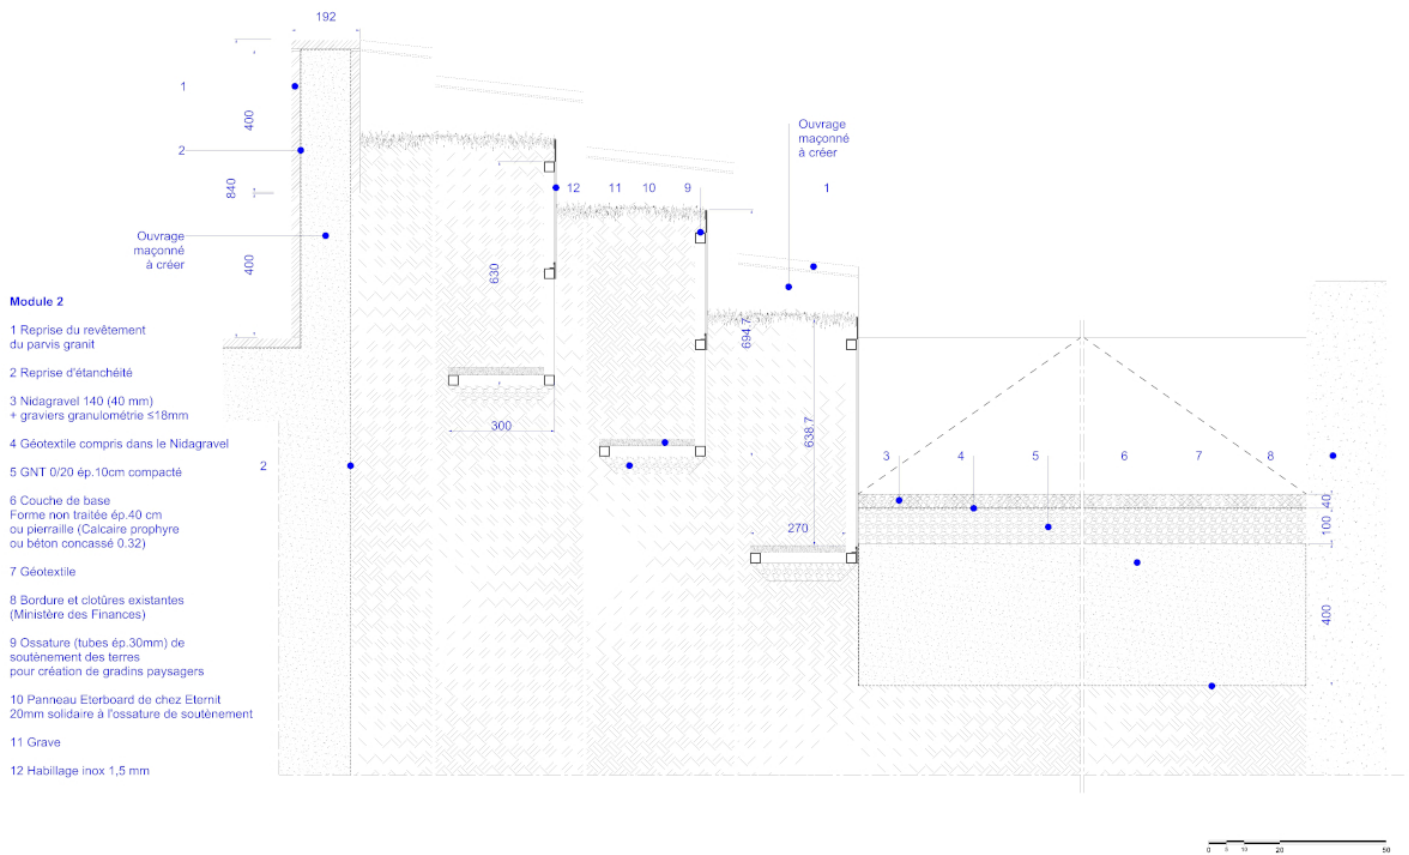 192
1
400
2
840
Ouvrage
maçonné
à créer
400
Ouvrage
maçonné
à créer
12 11 10 9
1
630
694.7
300
638.7
270
2
3 4 5 6 7 8
40
100
400
Module 2
1 Reprise du revêtement
du parvis granit
2 Reprise d'étanchéité
3 Nidagravel 140 (40 mm)
+ graviers granulométrie ≤18mm
4 Géotextile compris dans le Nidagravel
5 GNT 0/20 ép.10cm compacté
6 Couche de base
Forme non traitée ép.40 cm
ou pierraille (Calcaire prophyre
ou béton concassé 0.32)
7 Géotextile
8 Bordure et clotûres existantes
(Ministère des Finances)
9 Ossature (tubes ép.30mm) de
soutènement des terres
pour création de gradins paysagers
10 Panneau Eterboard de chez Eternit
20mm solidaire à l'ossature de soutènement
11 Grave
12 Habillage inox 1,5 mm
0 5 10 20 50